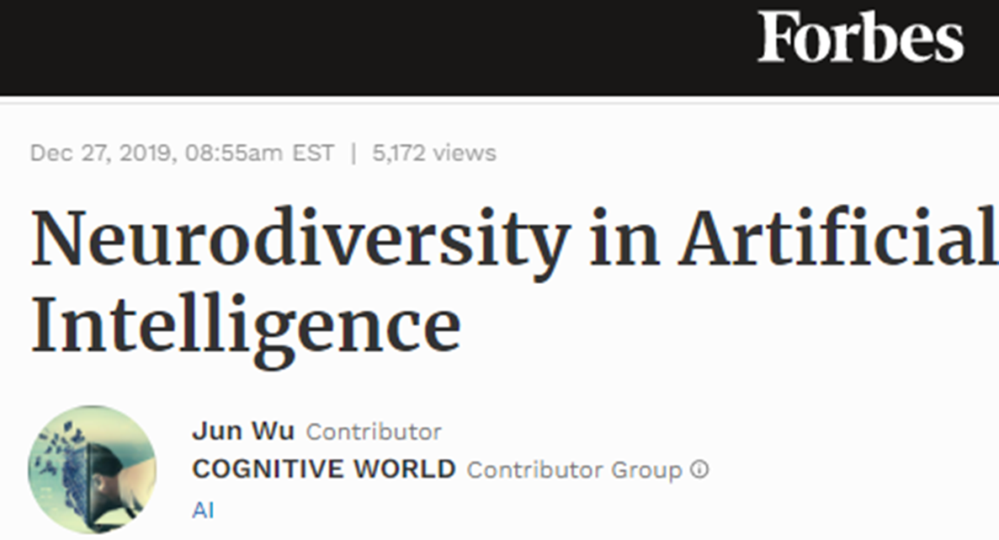 Forbes
Dec 27, 2019, 08:55am EST | 5,172 views
Neurodiversity in Artificial
Intelligence
Jun Wu Contributor
COGNITIVE WORLD Contributor Group ⓘ
AI